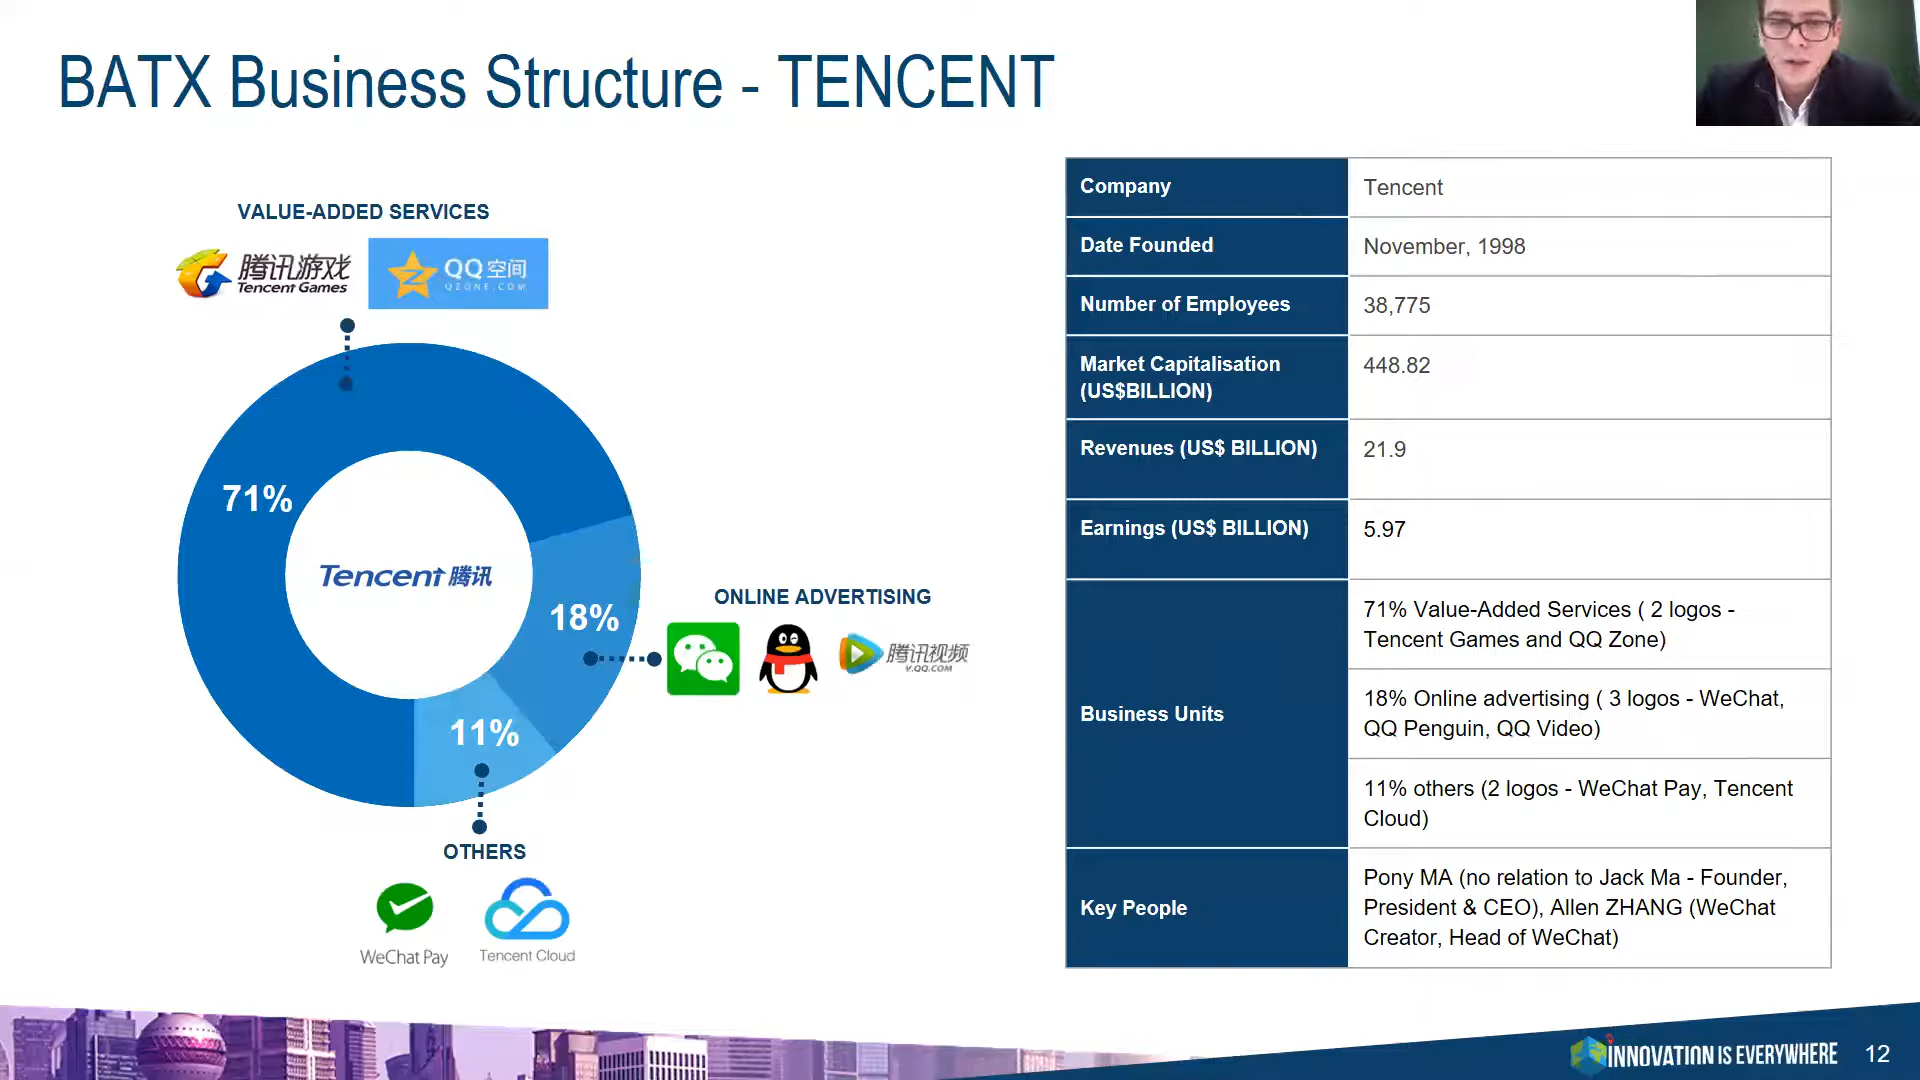 BATX Business Structure - TENCENT
VALUE-ADDED SERVICES
腾讯游戏
Tencent Games
QQ空间
QZONE.COM
71%
Tencent 腾讯
18%
11%
ONLINE ADVERTISING
腾讯视频
V.QQ.COM
OTHERS
WeChat Pay
Tencent Cloud
Company
Tencent
Date Founded
November, 1998
Number of Employees
38,775
Market Capitalisation
(US$BILLION)
448.82
Revenues (US$ BILLION)
21.9
Earnings (US$ BILLION)
5.97
Business Units
71% Value-Added Services ( 2 logos -
Tencent Games and QQ Zone)
18% Online advertising ( 3 logos - WeChat,
QQ Penguin, QQ Video)
11% others (2 logos - WeChat Pay, Tencent
Cloud)
Key People
Pony MA (no relation to Jack Ma - Founder,
President & CEO), Allen ZHANG (WeChat
Creator, Head of WeChat)
INNOVATION IS EVERYWHERE
12